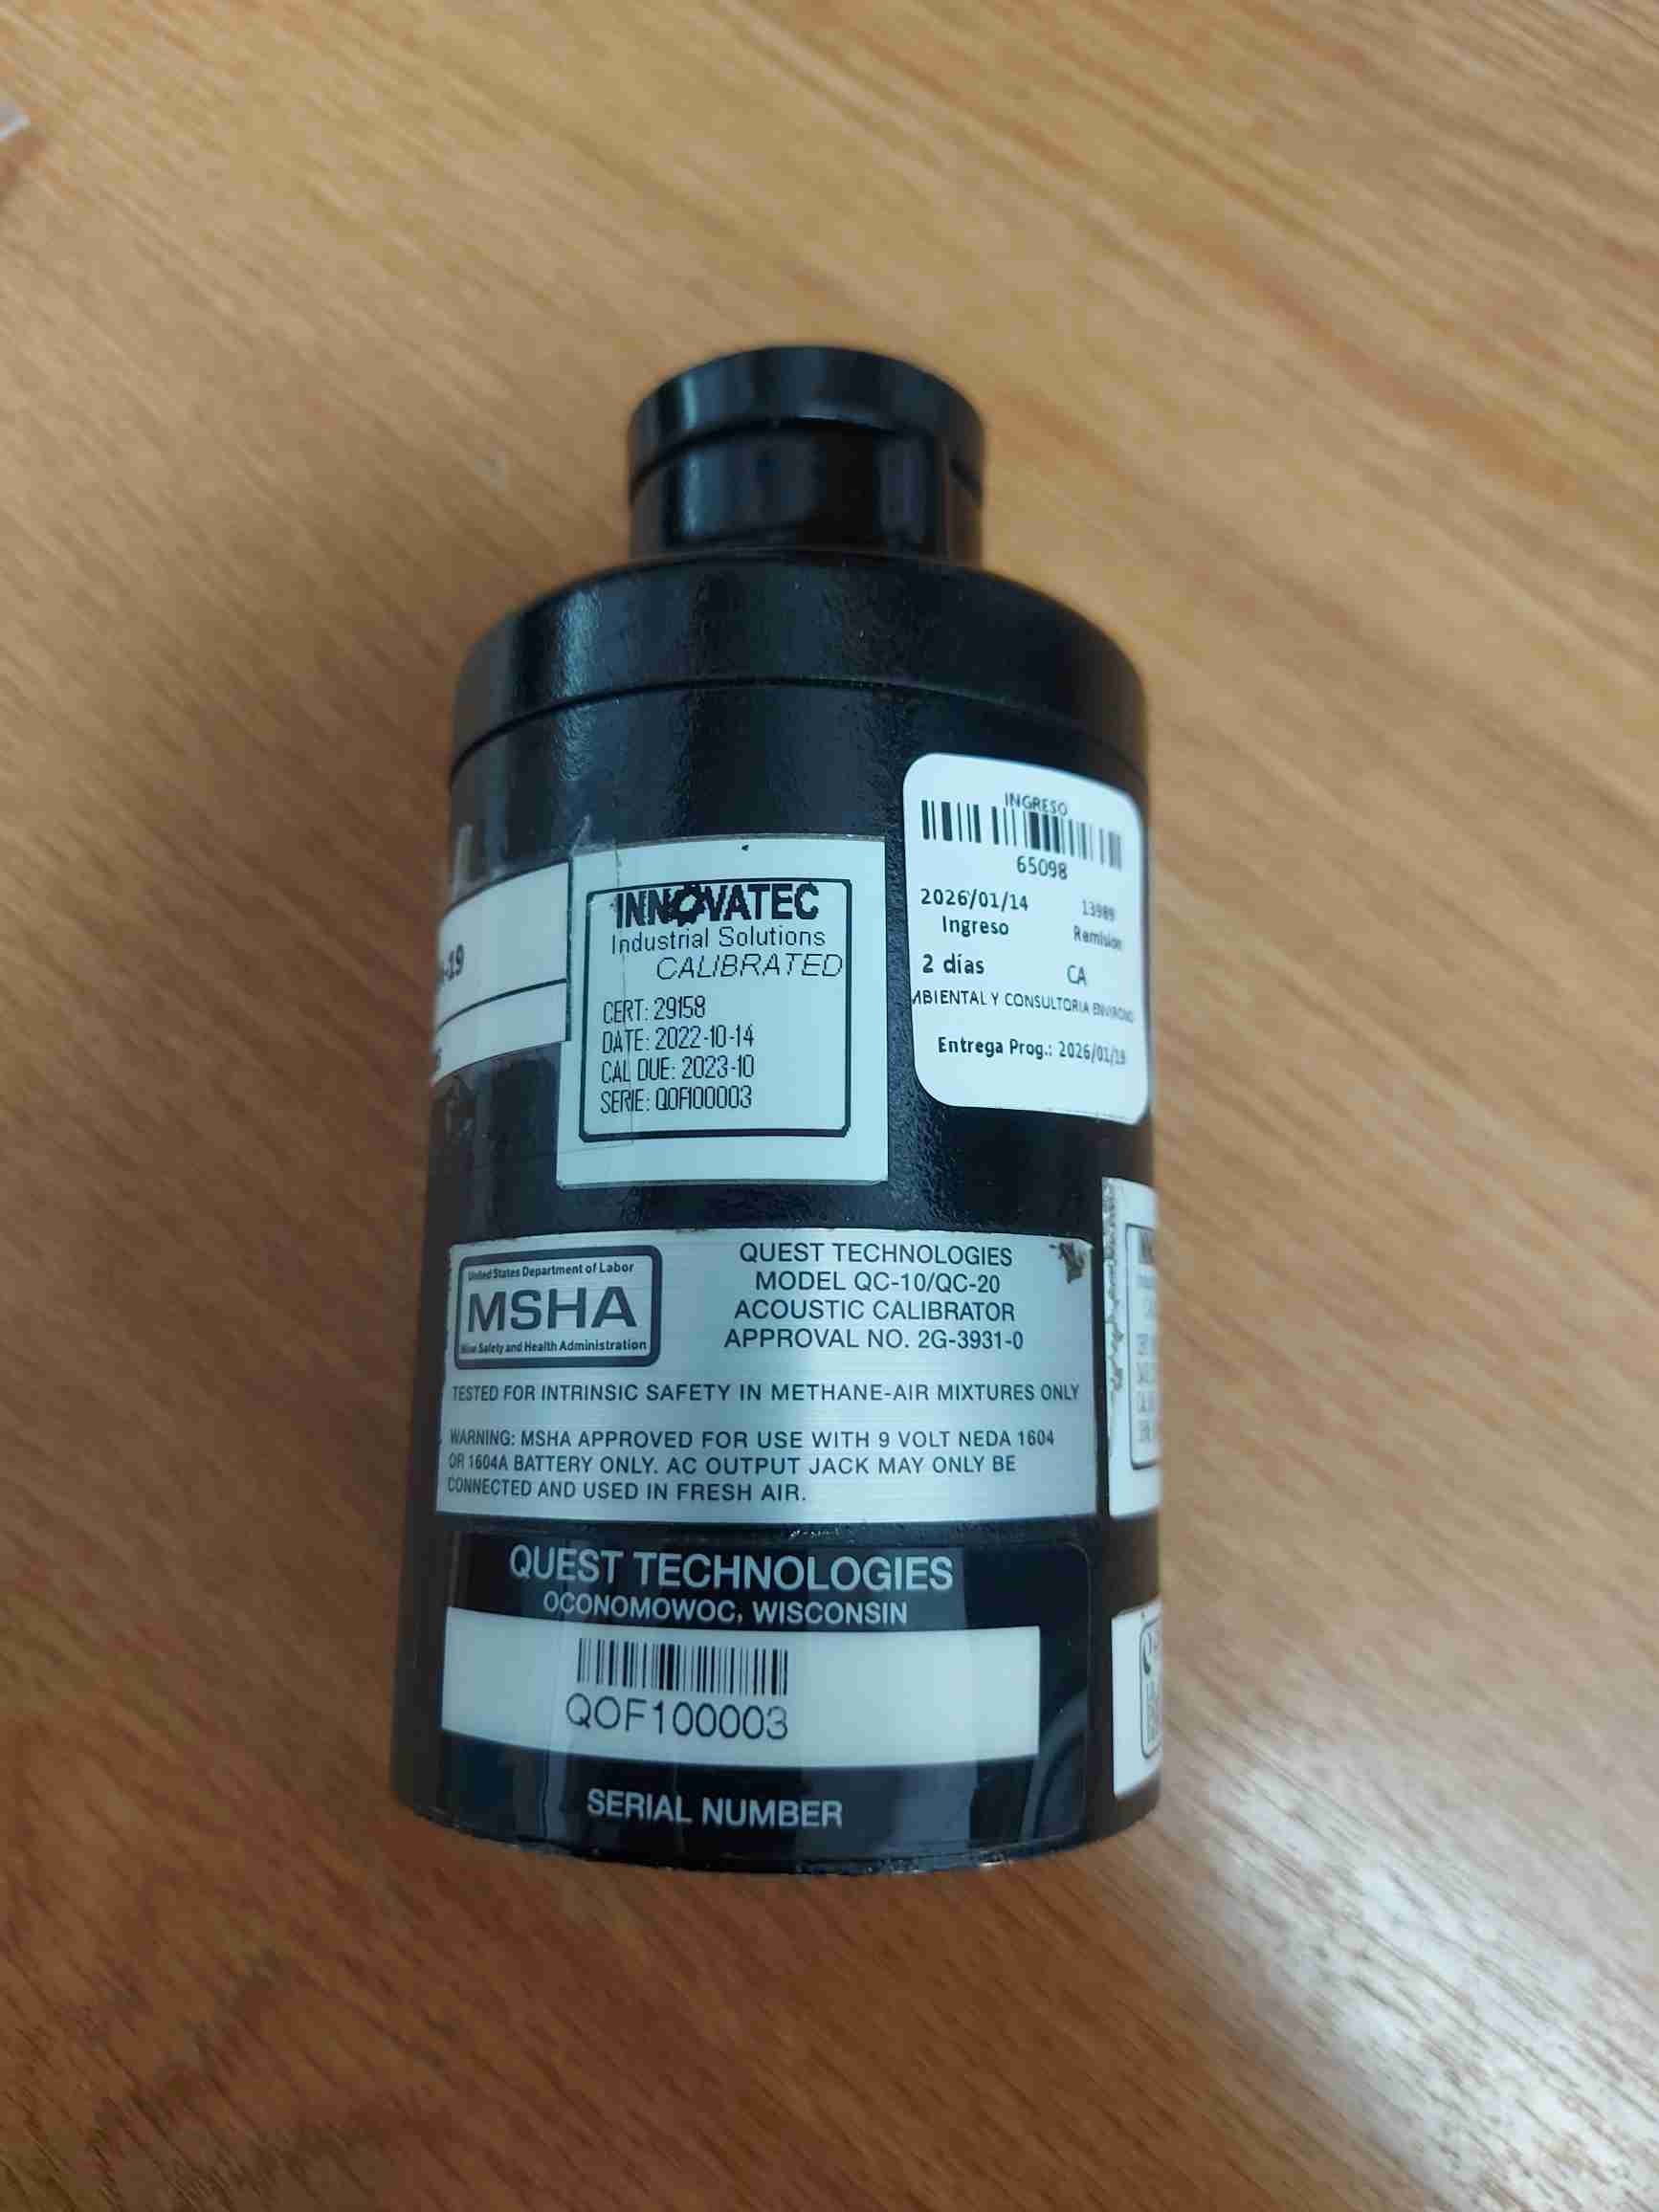 INGRESO
65098
2026/01/14 13989
Ingreso Remision
2 días CA
MBIENTAL Y CONSULTORIA
Entrega Prog.: 2026/01/19
-19
INNOVATEC
Industrial Solutions
CALIBRATED
CERT: 29158
DATE: 2022-10-14
CAL DUE: 2023-10
SERIE: QOF100003
United States Department of Labor
MSHA
Mine Safety and Health Administration
QUEST TECHNOLOGIES
MODEL QC-10/QC-20
ACOUSTIC CALIBRATOR
APPROVAL NO. 2G-3931-0
TESTED FOR INTRINSIC SAFETY IN METHANE-AIR MIXTURES ONLY
WARNING: MSHA APPROVED FOR USE WITH 9 VOLT NEDA 1604
OR 1604A BATTERY ONLY. AC OUTPUT JACK MAY ONLY BE
CONNECTED AND USED IN FRESH AIR.
QUEST TECHNOLOGIES
OCONOMOWOC, WISCONSIN
QOF100003
SERIAL NUMBER